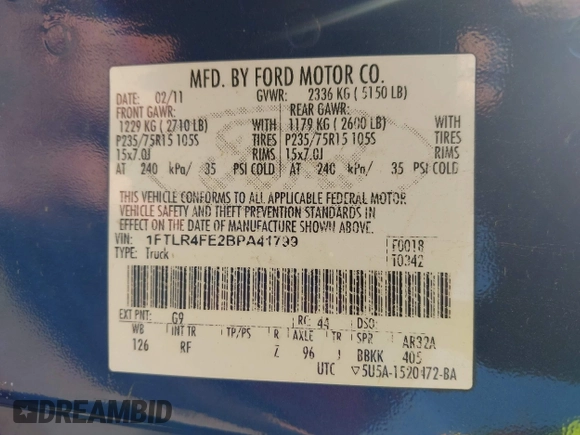 MFD. BY FORD MOTOR CO.
DATE: 02/11 GVWR: 2336 KG ( 5150 LB)
FRONT GAWR: REAR GAWR:
1229 KG ( 2710 LB) WITH 1179 KG ( 2600 LB) WITH
P235/75R15 105S TIRES P235/75R15 105S TIRES
15x7.0J RIMS 15x7.0J RIMS
AT 240 kPa/ 35 PSI COLD AT 240 kPa/ 35 PSI COLD
THIS VEHICLE CONFORMS TO ALL APPLICABLE FEDERAL MOTOR
VEHICLE SAFETY AND THEFT PREVENTION STANDARDS IN
EFFECT ON THE DATE OF MANUFACTURE SHOWN ABOVE.
VIN: 1FTLR4FE2BPA41799 F0018
TYPE: Truck T0342
EXT PNT: G9 RC: 44 DSO:
WB INT TR TP/PS R AXLE TR SPR AR32A
126 RF Z 96 J BBKK 405
UTC ▽5U5A-1520472-BA
DREAMBID